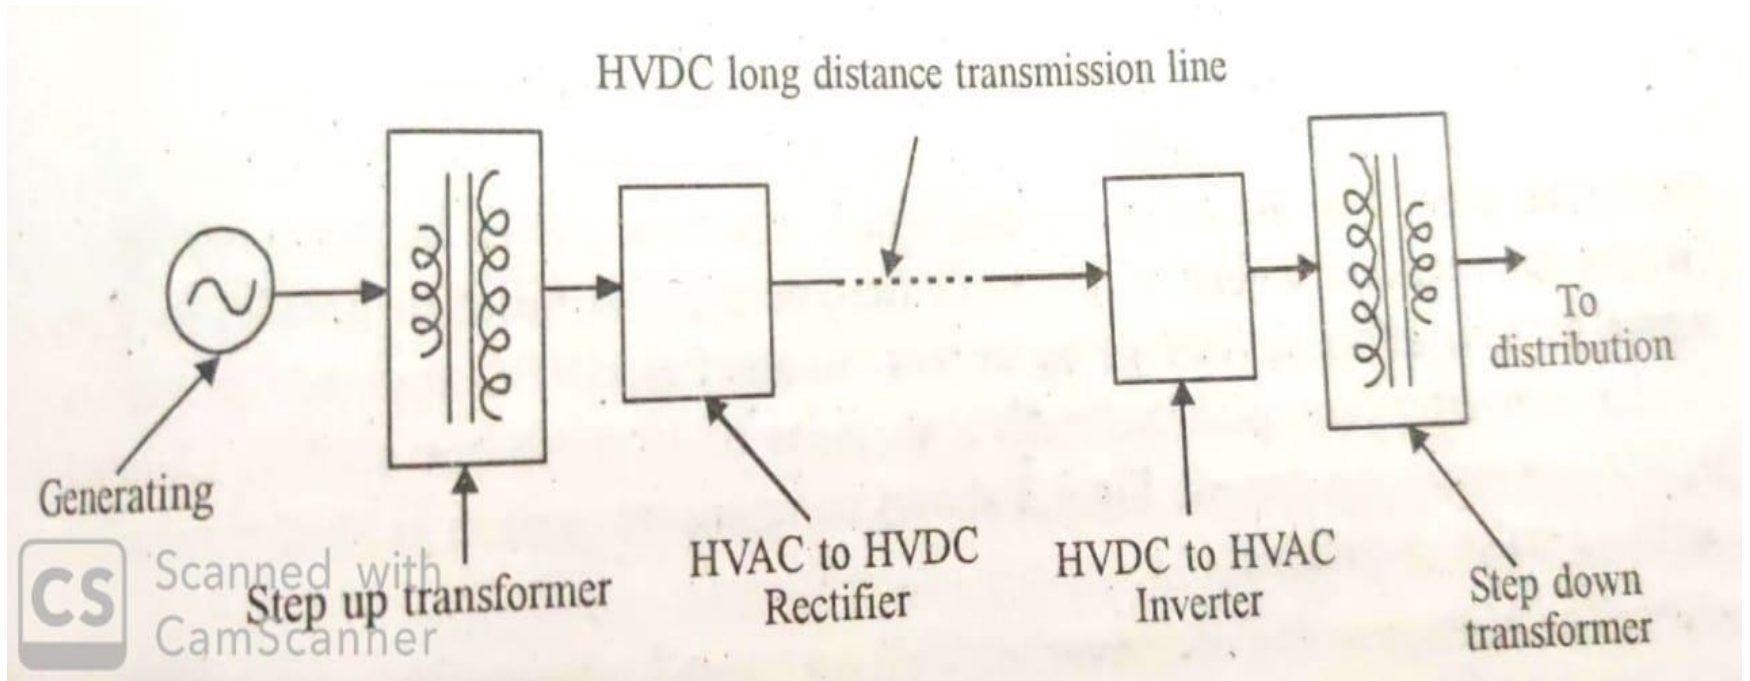 HVDC long distance transmission line
To
distribution
Generating
Step up transformer
HVAC to HVDC
Rectifier
HVDC to HVAC
Inverter
Step down
transformer
CS
Scanned with
CamScanner